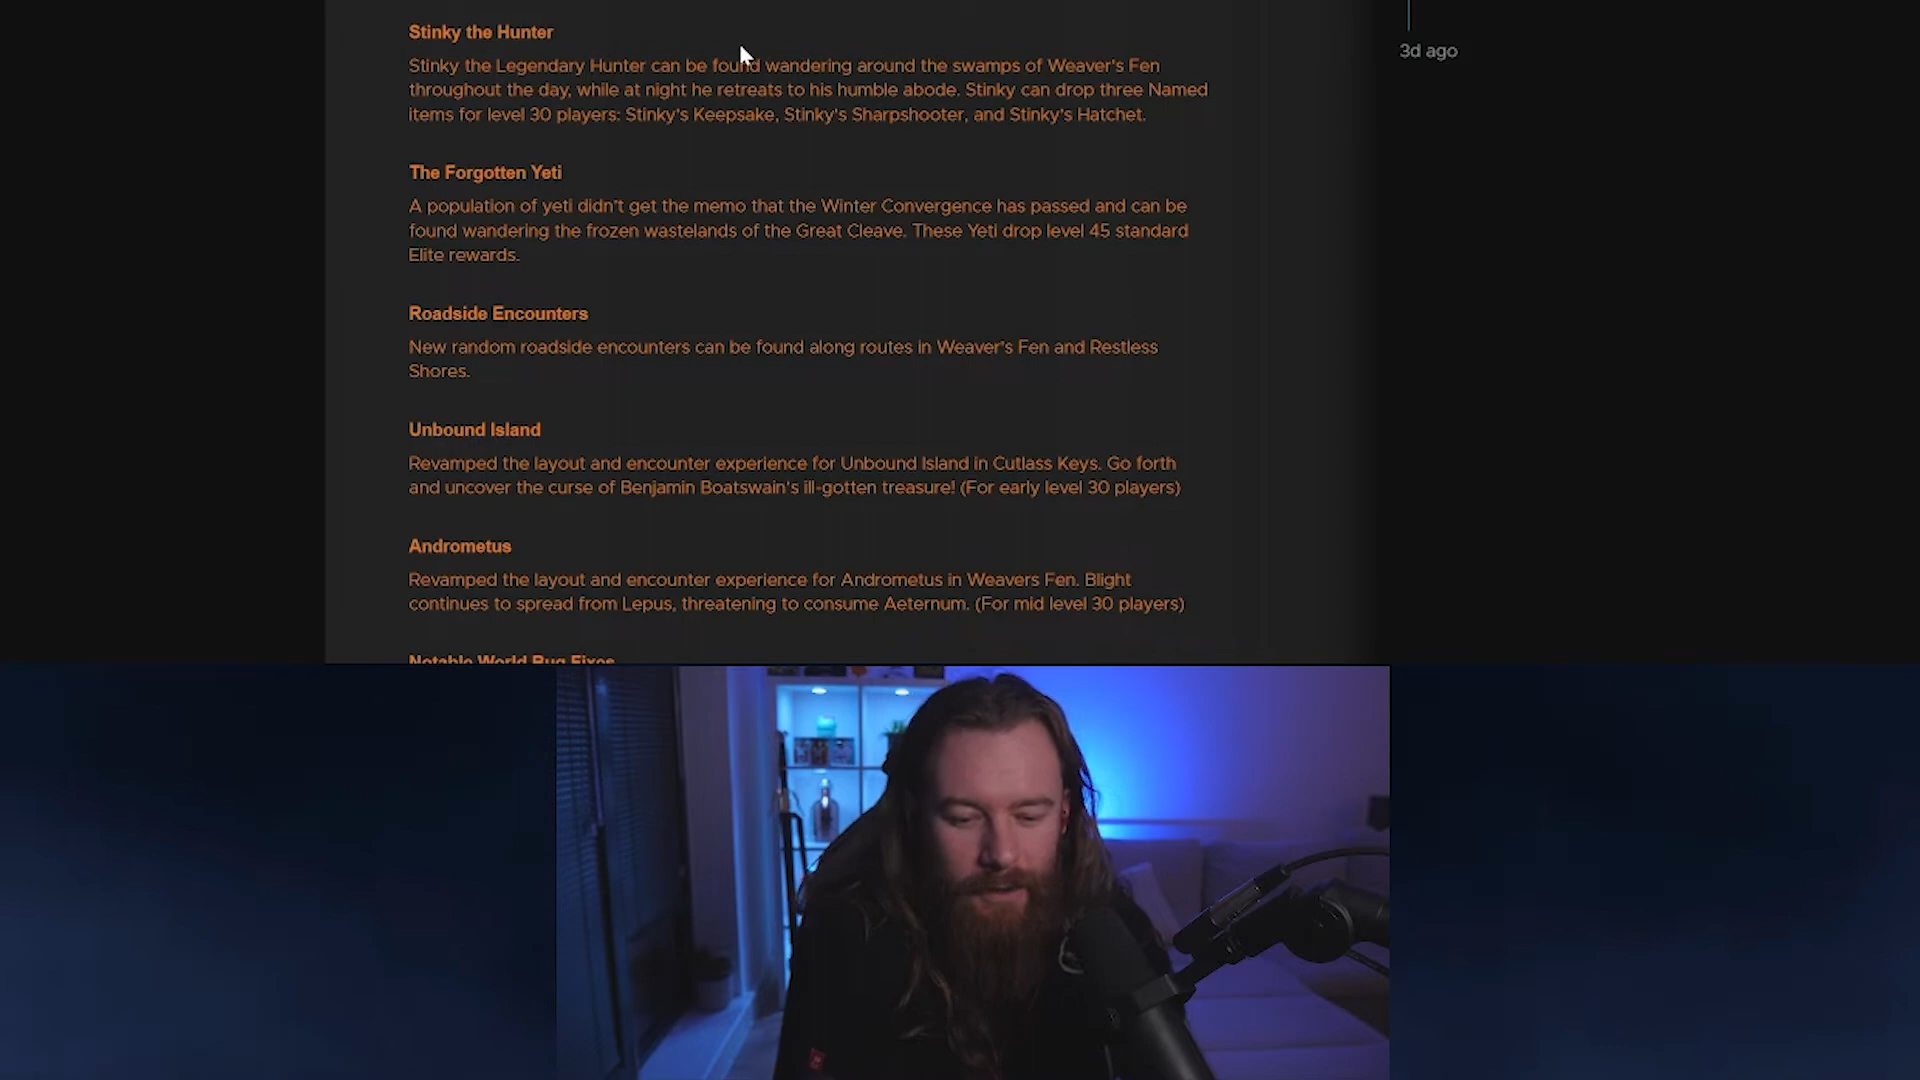 Stinky the Hunter
3d ago
Stinky the Legendary Hunter can be found wandering around the swamps of Weaver's Fen
throughout the day, while at night he retreats to his humble abode. Stinky can drop three Named
items for level 30 players: Stinky's Keepsake, Stinky's Sharpshooter, and Stinky's Hatchet.
The Forgotten Yeti
A population of yeti didn't get the memo that the Winter Convergence has passed and can be
found wandering the frozen wastelands of the Great Cleave. These Yeti drop level 45 standard
Elite rewards.
Roadside Encounters
New random roadside encounters can be found along routes in Weaver's Fen and Restless
Shores.
Unbound Island
Revamped the layout and encounter experience for Unbound Island in Cutlass Keys. Go forth
and uncover the curse of Benjamin Boatswain's ill-gotten treasure! (For early level 30 players)
Andrometus
Revamped the layout and encounter experience for Andrometus in Weavers Fen. Blight
continues to spread from Lepus, threatening to consume Aeternum. (For mid level 30 players)
Notable World Bug Fixes